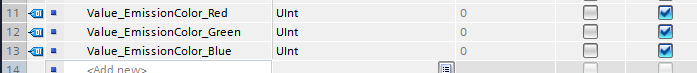 11 Value_EmissionColor_Red UInt 0
12 Value_EmissionColor_Green UInt 0
13 Value_EmissionColor_Blue UInt 0
14 <Add new>